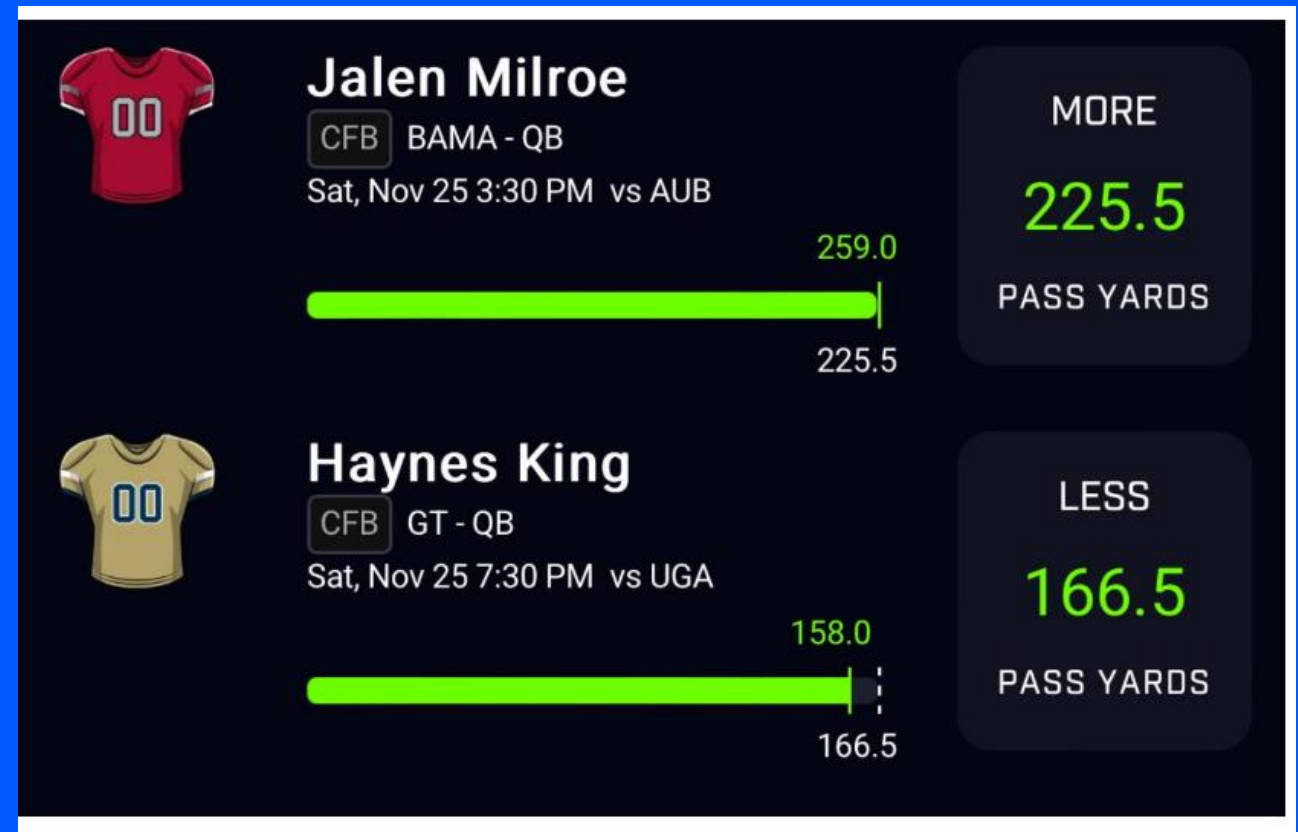 00
Jalen Milroe
CFB BAMA - QB
Sat, Nov 25 3:30 PM vs AUB
259.0
225.5
MORE
225.5
PASS YARDS
00
Haynes King
CFB GT - QB
Sat, Nov 25 7:30 PM vs UGA
158.0
166.5
LESS
166.5
PASS YARDS